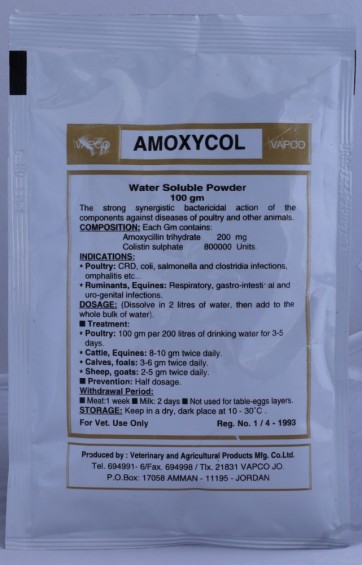 VAPCO AMOXYCOL VAPCO
Water Soluble Powder
100 gm
The strong synergistic bactericidal action of the
components against diseases of poultry and other animals.
COMPOSITION: Each Gm contains:
Amoxycillin trihydrate 200 mg
Colistin sulphate 800000 Units
INDICATIONS:
* Poultry: CRD, coli, salmonella and clostridia infections,
omphalitis etc..
* Ruminants, Equines: Respiratory, gastro-intesti al and
uro-genital infections.
DOSAGE: (Dissolve in 2 litres of water, then add to the
whole bulk of water).
■ Treatment:
* Poultry: 100 gm per 200 litres of drinking water for 3-5
days.
* Cattle, Equines: 8-10 gm twice daily.
* Calves, foals: 3-6 gm twice daily.
* Sheep, goats: 2-5 gm twice daily.
■ Prevention: Half dosage.
Withdrawal Period:
■ Meat:1 week ■ Milk: 2 days ■ Not used for table-eggs layers.
STORAGE: Keep in a dry, dark place at 10 - 30°C .
For Vet. Use Only Reg. No. 1 / 4 - 1993
Produced by : Veterinary and Agricultural Products Mfg. Co.Ltd.
Tel. 694991- 6/Fax. 694998 / Tlx. 21831 VAPCO JO.
P.O.Box: 17058 AMMAN - 11195 - JORDAN